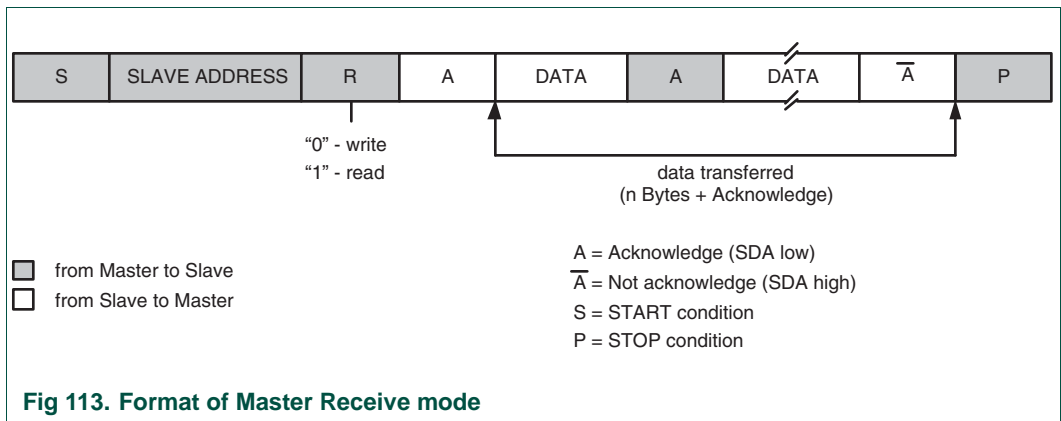 S SLAVE ADDRESS R A DATA A DATA A̅ P
“0” - write
“1” - read
data transferred
(n Bytes + Acknowledge)
from Master to Slave
from Slave to Master
A = Acknowledge (SDA low)
A̅ = Not acknowledge (SDA high)
S = START condition
P = STOP condition
Fig 113. Format of Master Receive mode